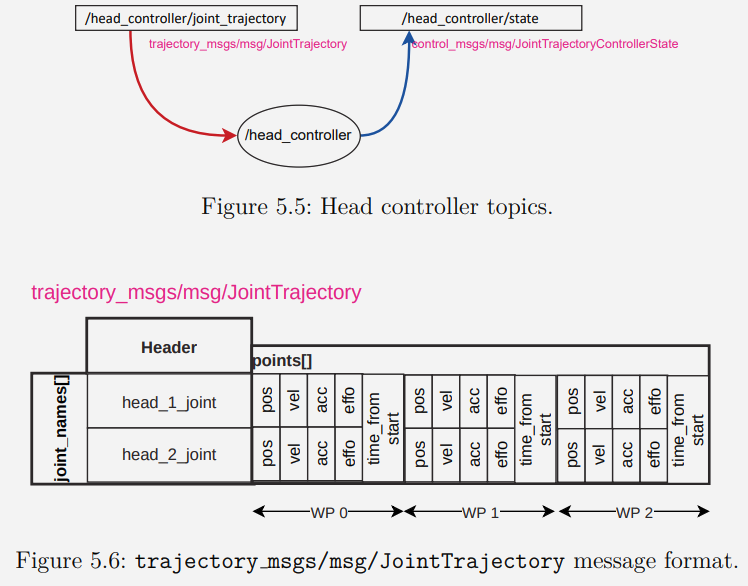 /head_controller/joint_trajectory
/head_controller/state
trajectory_msgs/msg/JointTrajectory
control_msgs/msg/JointTrajectoryControllerState
/head_controller
Figure 5.5: Head controller topics.
trajectory_msgs/msg/JointTrajectory
Header
points[]
joint_names[]
head_1_joint
pos vel acc effo
time_from start
pos vel acc effo
time_from start
pos vel acc effo
time_from start
head_2_joint
pos vel acc effo
pos vel acc effo
pos vel acc effo
WP 0
WP 1
WP 2
Figure 5.6: trajectory_msgs/msg/JointTrajectory message format.